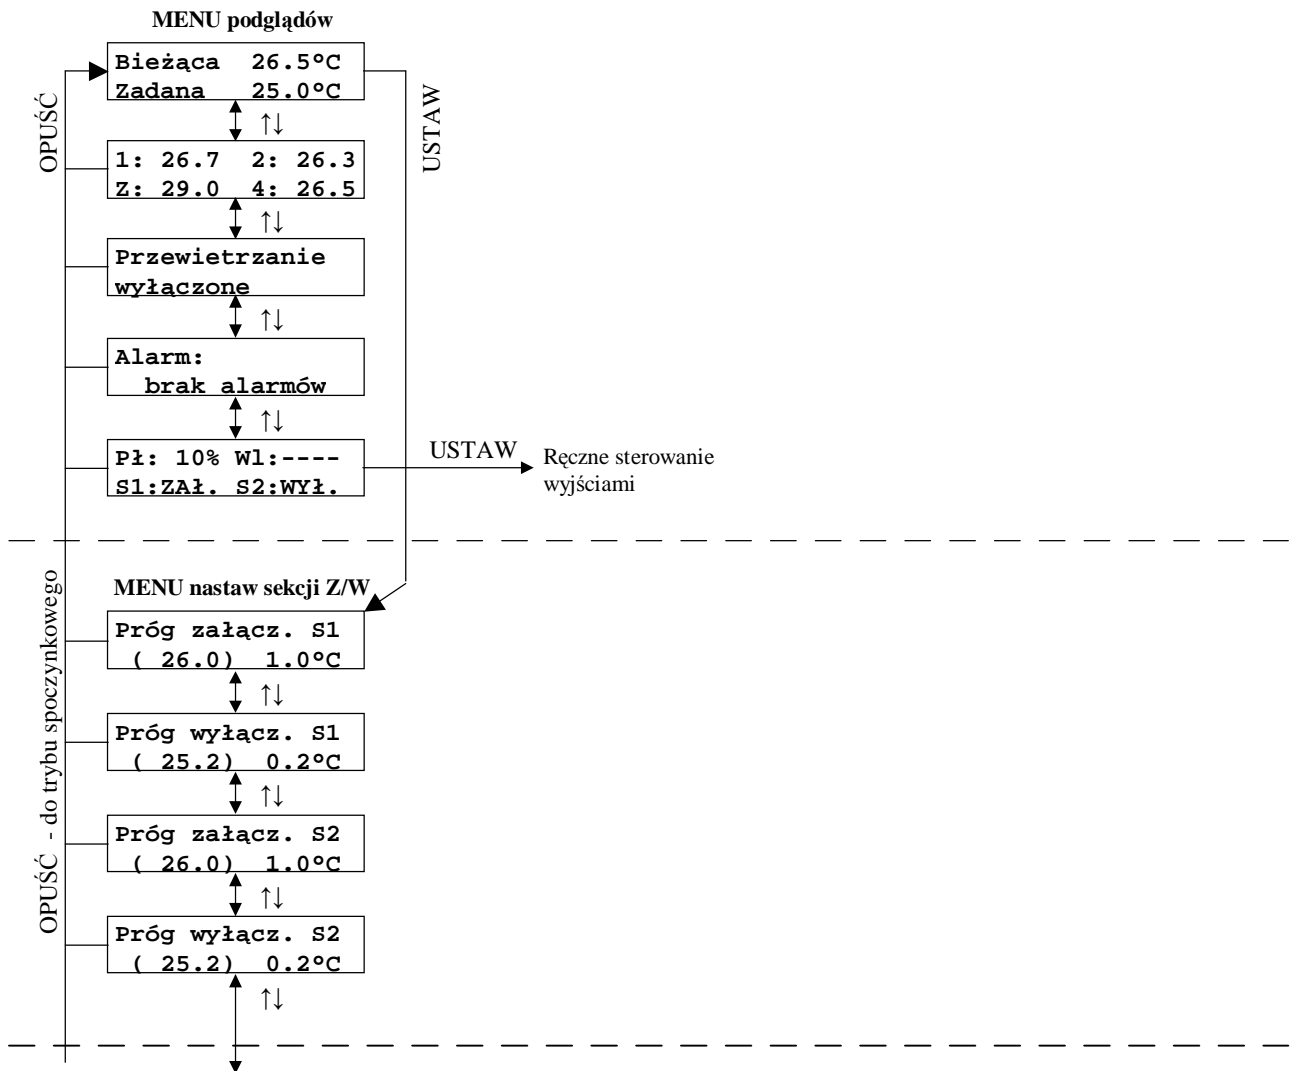 MENU podglądów
Bieżąca 26.5°C
Zadana 25.0°C
↑↓
OPUŚĆ
USTAW
1: 26.7 2: 26.3
Z: 29.0 4: 26.5
↑↓
Przewietrzanie
wyłączone
↑↓
Alarm:
brak alarmów
↑↓
Pł: 10% Wl:----
S1:ZAŁ. S2:WYŁ.
USTAW
Ręczne sterowanie
wyjściami
MENU nastaw sekcji Z/W
Próg załącz. S1
( 26.0) 1.0°C
↑↓
Próg wyłącz. S1
( 25.2) 0.2°C
↑↓
Próg załącz. S2
( 26.0) 1.0°C
↑↓
Próg wyłącz. S2
( 25.2) 0.2°C
↑↓
OPUŚĆ - do trybu spoczynkowego